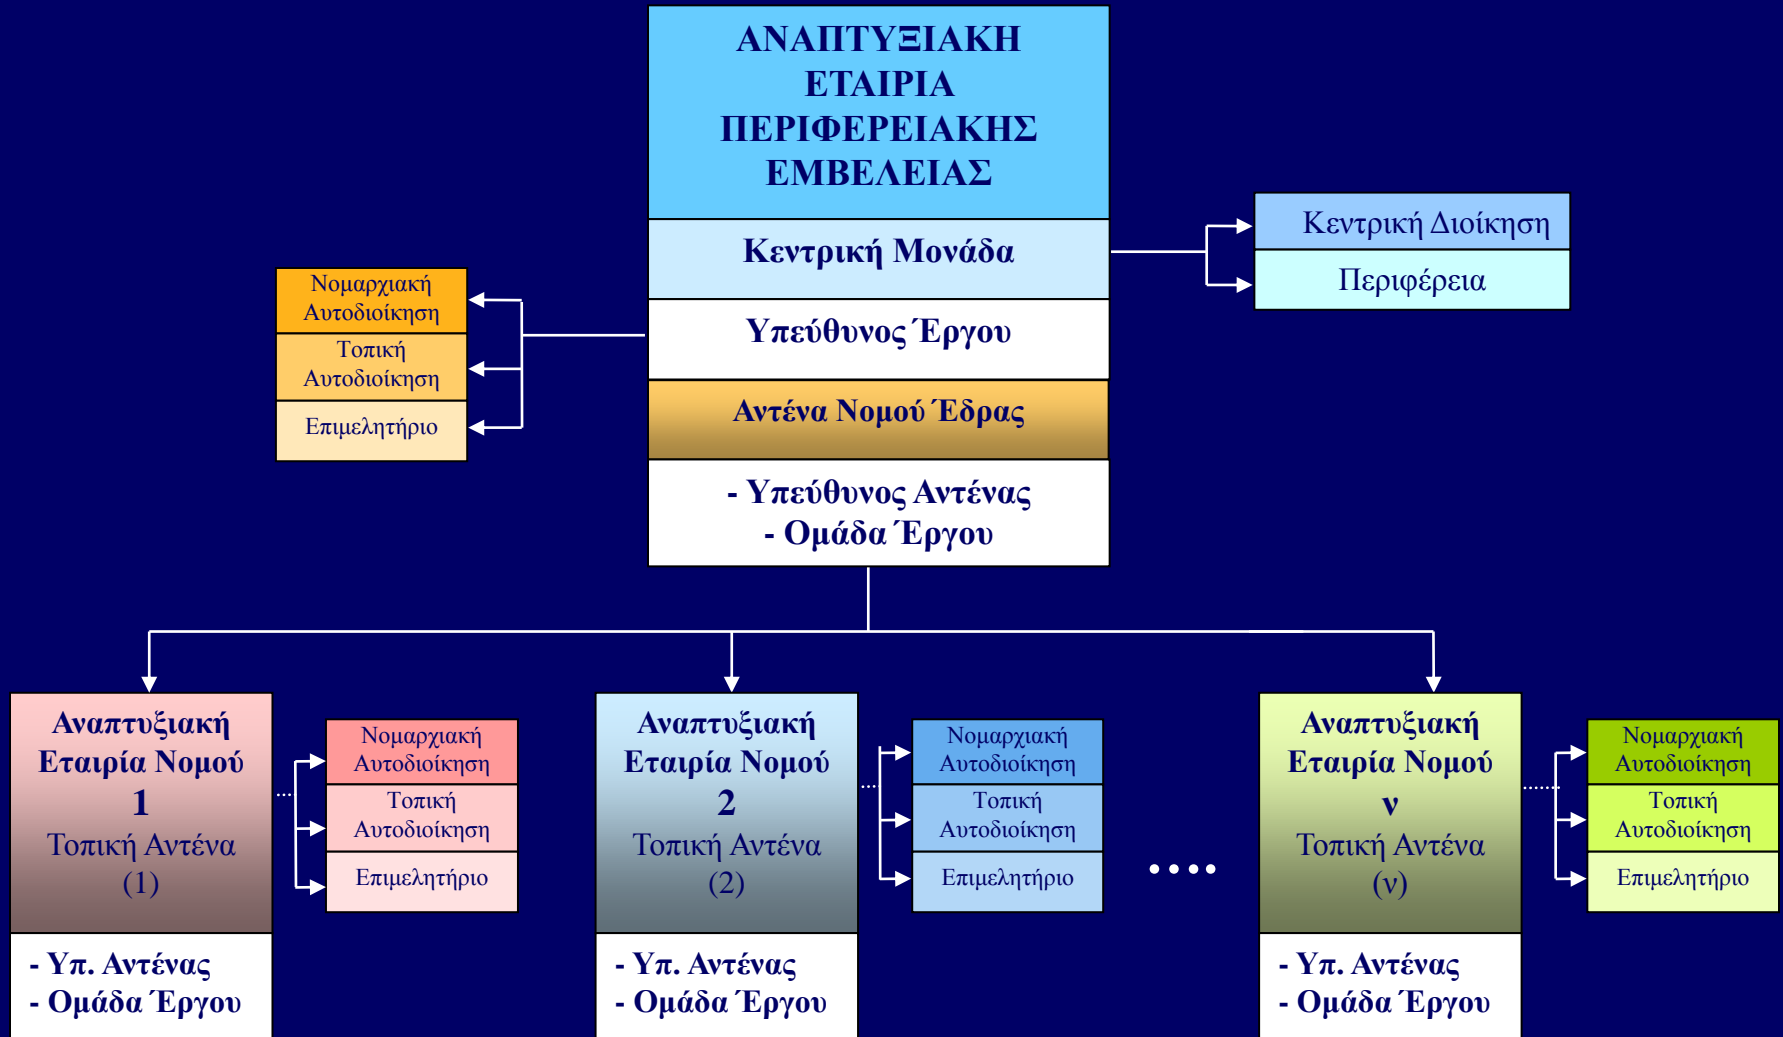 ΑΝΑΠΤΥΞΙΑΚΗ
ΕΤΑΙΡΙΑ
ΠΕΡΙΦΕΡΕΙΑΚΗΣ
ΕΜΒΕΛΕΙΑΣ
Κεντρική Μονάδα
Υπεύθυνος Έργου
Αντένα Νομού Έδρας
- Υπεύθυνος Αντένας
- Ομάδα Έργου
Κεντρική Διοίκηση
Περιφέρεια
Νομαρχιακή
Αυτοδιοίκηση
Τοπική
Αυτοδιοίκηση
Επιμελητήριο
Αναπτυξιακή
Εταιρία Νομού
1
Τοπική Αντένα
(1)
- Υπ. Αντένας
- Ομάδα Έργου
Νομαρχιακή
Αυτοδιοίκηση
Τοπική
Αυτοδιοίκηση
Επιμελητήριο
Αναπτυξιακή
Εταιρία Νομού
2
Τοπική Αντένα
(2)
- Υπ. Αντένας
- Ομάδα Έργου
Νομαρχιακή
Αυτοδιοίκηση
Τοπική
Αυτοδιοίκηση
Επιμελητήριο
....
Αναπτυξιακή
Εταιρία Νομού
ν
Τοπική Αντένα
(ν)
- Υπ. Αντένας
- Ομάδα Έργου
Νομαρχιακή
Αυτοδιοίκηση
Τοπική
Αυτοδιοίκηση
Επιμελητήριο